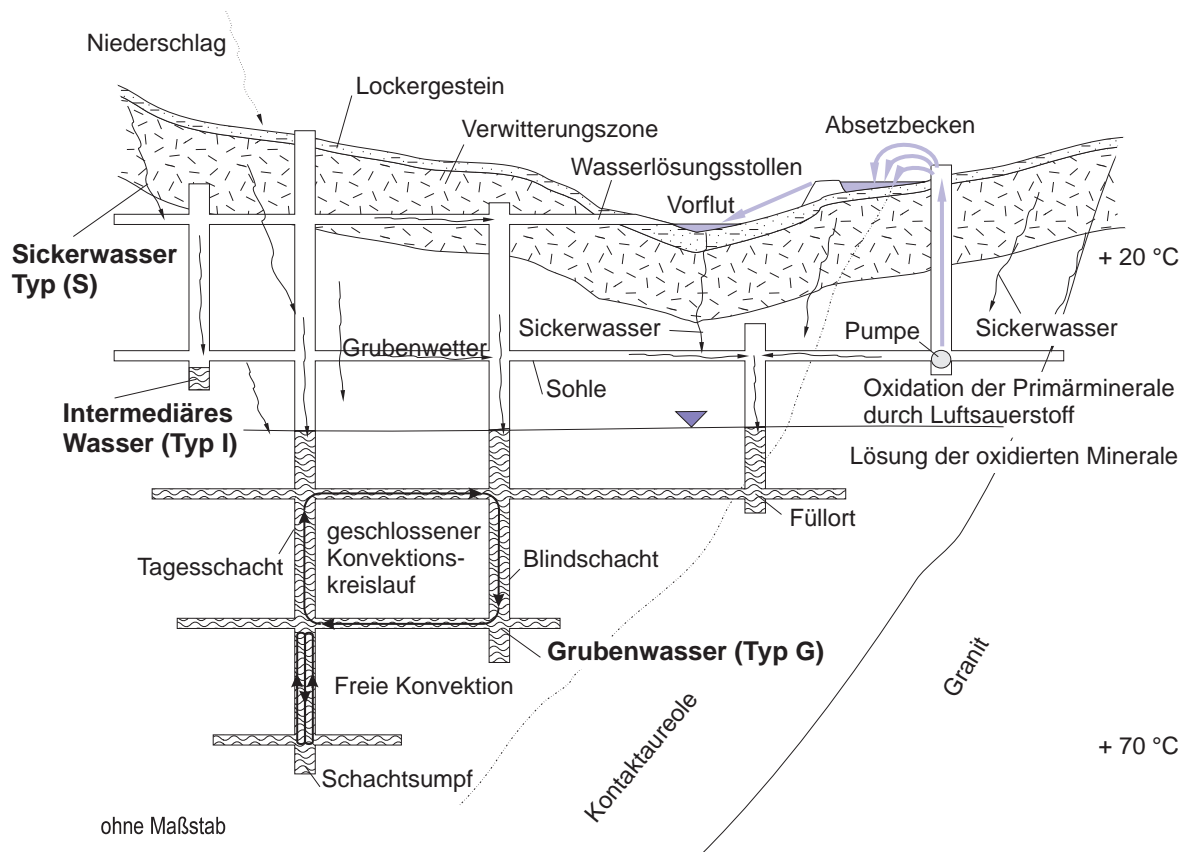 Niederschlag
Lockergestein
Verwitterungszone
Absetzbecken
Wasserlösungsstollen
Vorflut
Sickerwasser
Typ (S)
+ 20 °C
Sickerwasser
Grubenwetter
Pumpe
Sickerwasser
Sohle
Oxidation der Primärminerale
durch Luftsauerstoff
Intermediäres
Wasser (Typ I)
Lösung der oxidierten Minerale
Füllort
Tagesschacht
geschlossener
Konvektions-
kreislauf
Blindschacht
Grubenwasser (Typ G)
Freie Konvektion
Granit
Kontaktaureole
+ 70 °C
Schachtsumpf
ohne Maßstab